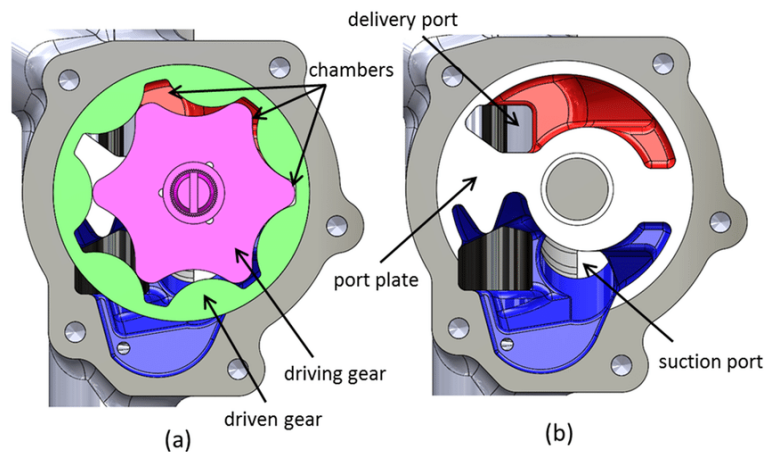 delivery port
chambers
port plate
suction port
driving gear
driven gear
(a)
(b)